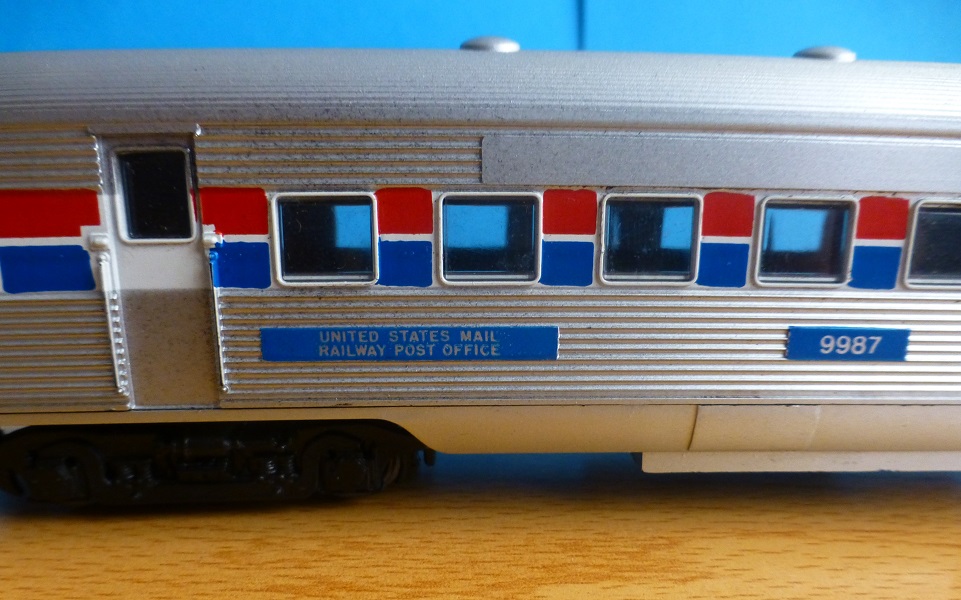 UNITED STATES MAIL
RAILWAY POST OFFICE
9987